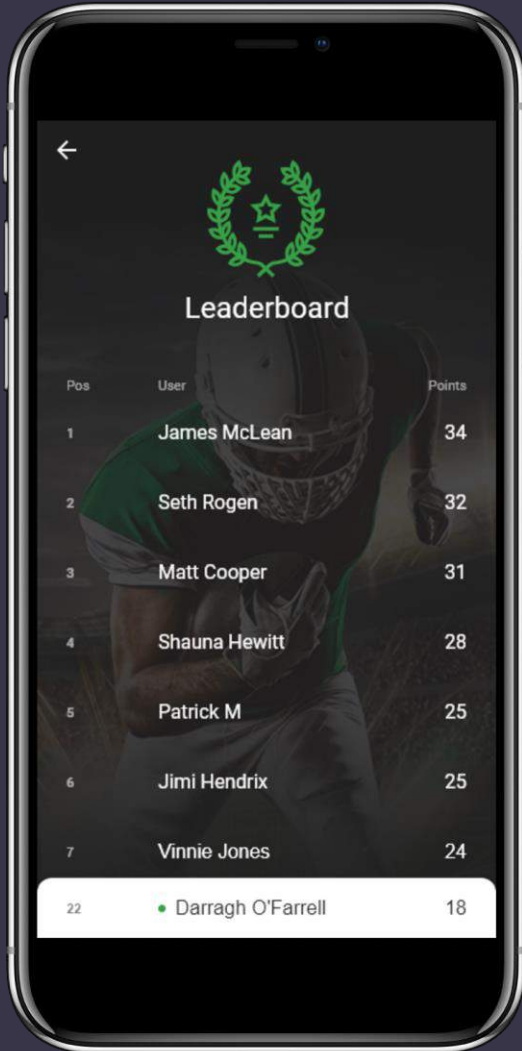 Leaderboard
Pos User Points
1 James McLean 34
2 Seth Rogen 32
3 Matt Cooper 31
4 Shauna Hewitt 28
5 Patrick M 25
6 Jimi Hendrix 25
7 Vinnie Jones 24
22 • Darragh O'Farrell 18